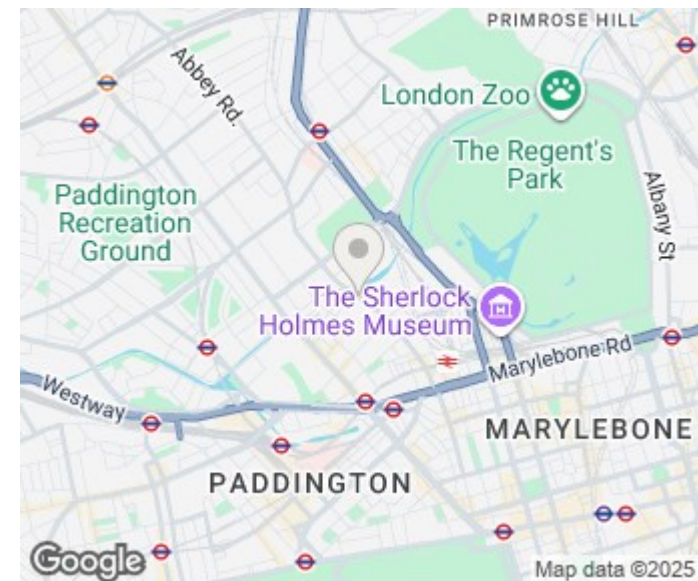 PRIMROSE HILL
Abbey Rd.
London Zoo
The Regent's
Park
Albany St
Paddington
Recreation
Ground
The Sherlock
Holmes Museum
Marylebone Rd
Westway
MARYLEBONE
PADDINGTON
Google
Map data ©2025